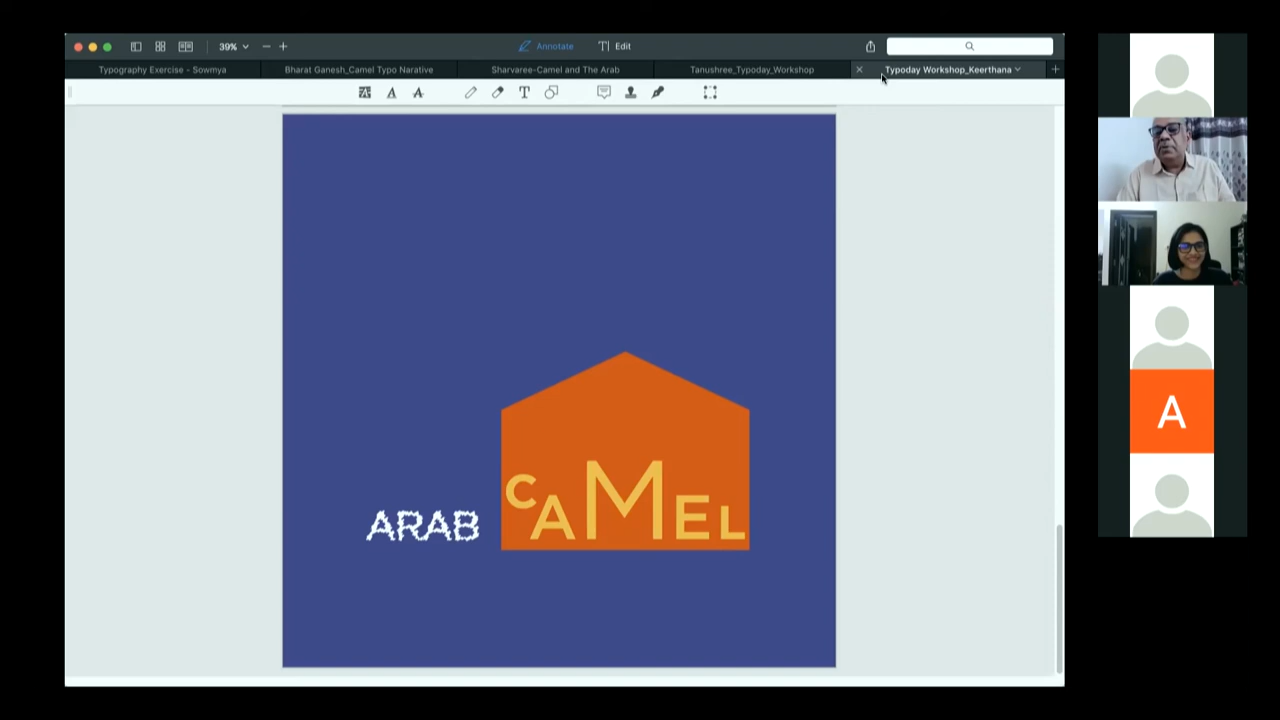 39%
Annotate
Edit
Typography Exercise - Sowmya
Bharat Ganesh_Camel Typo Narative
Sharvaree-Camel and The Arab
Tanushree_Typoday_Workshop
Typoday Workshop_Keerthana
ARAB
CAMEL
A